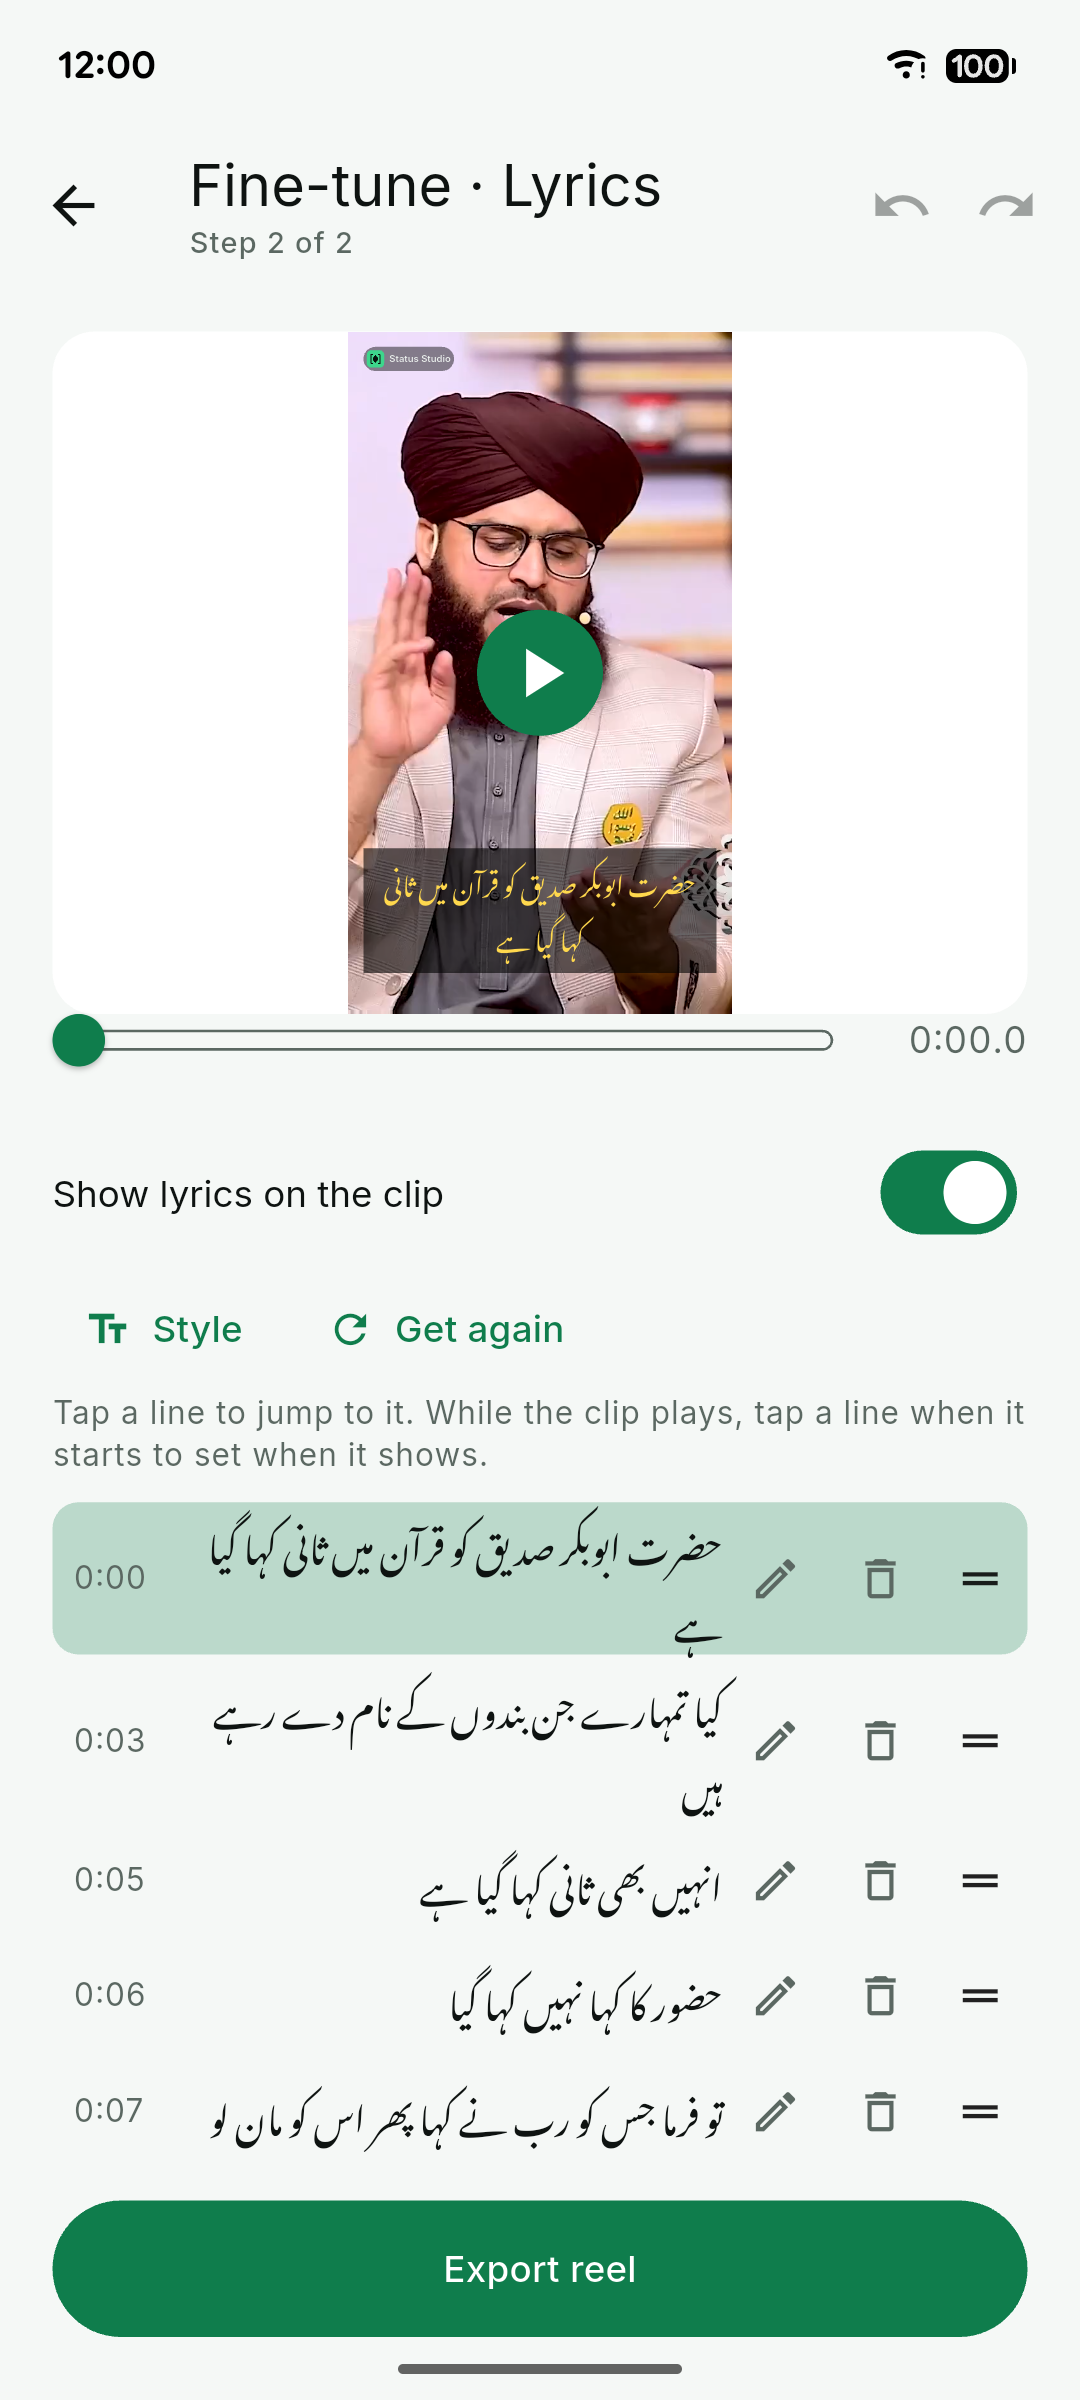 12:00
100
Fine-tune · Lyrics
Step 2 of 2
Status Studio
حضرت ابوبکر صدیق کو قرآن میں ثانی
کہا گیا ہے
0:00.0
Show lyrics on the clip
Style
Get again
Tap a line to jump to it. While the clip plays, tap a line when it
starts to set when it shows.
0:00
حضرت ابوبکر صدیق کو قرآن میں ثانی کہا گیا
ہے
0:03
کیا تمہارے جن بندوں کے نام دے رہے
ہیں
0:05
انہیں بھی ثانی کہا گیا ہے
0:06
حضور کا کہا نہیں کہا گیا
0:07
تو فرما جس کو رب نے کہا پھر اس کو مان لو
Export reel